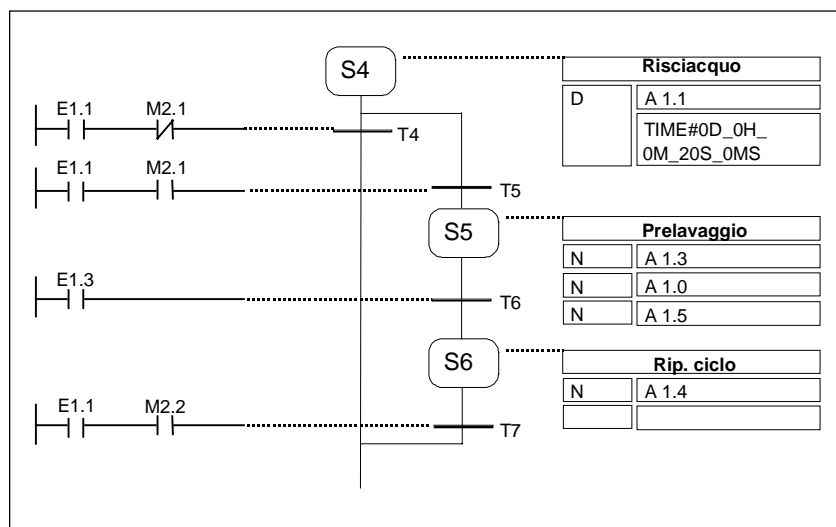 S4
Risciacquo
D A 1.1
TIME#0D_0H_
0M_20S_0MS
E1.1 M2.1
T4
E1.1 M2.1
T5
S5
Prelavaggio
N A 1.3
N A 1.0
N A 1.5
E1.3
T6
S6
Rip. ciclo
N A 1.4
E1.1 M2.2
T7